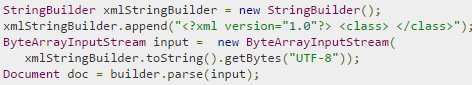 StringBuilder xmlStringBuilder = new StringBuilder();
xmlStringBuilder.append("<?xml version="1.0"?> <class> </class>");
ByteArrayInputStream input =  new ByteArrayInputStream(
   xmlStringBuilder.toString().getBytes("UTF-8"));
Document doc = builder.parse(input);